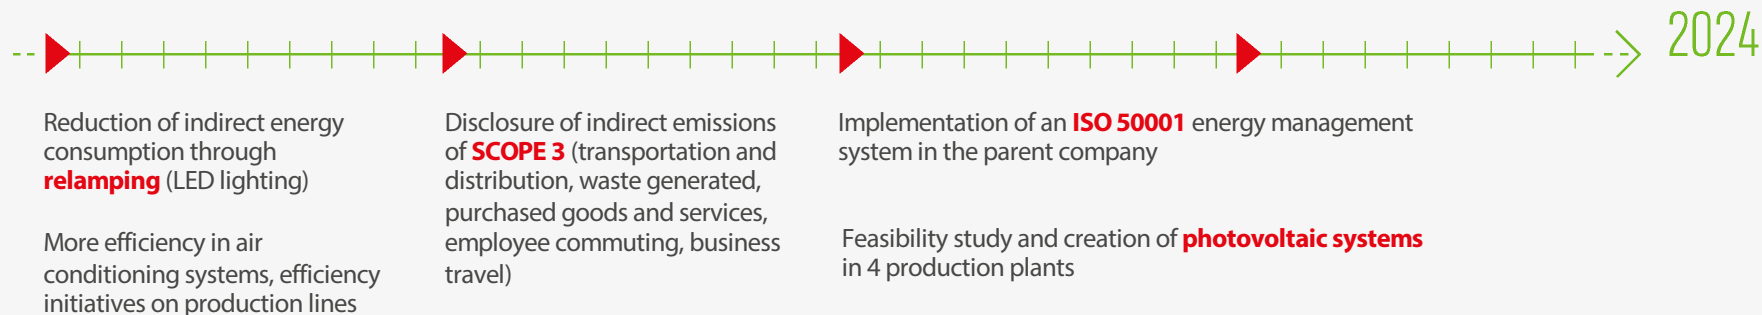 2024
Reduction of indirect energy
consumption through
relamping (LED lighting)
More efficiency in air
conditioning systems, efficiency
initiatives on production lines
Disclosure of indirect emissions
of SCOPE 3 (transportation and
distribution, waste generated,
purchased goods and services,
employee commuting, business
travel)
Implementation of an ISO 50001 energy management
system in the parent company
Feasibility study and creation of photovoltaic systems
in 4 production plants